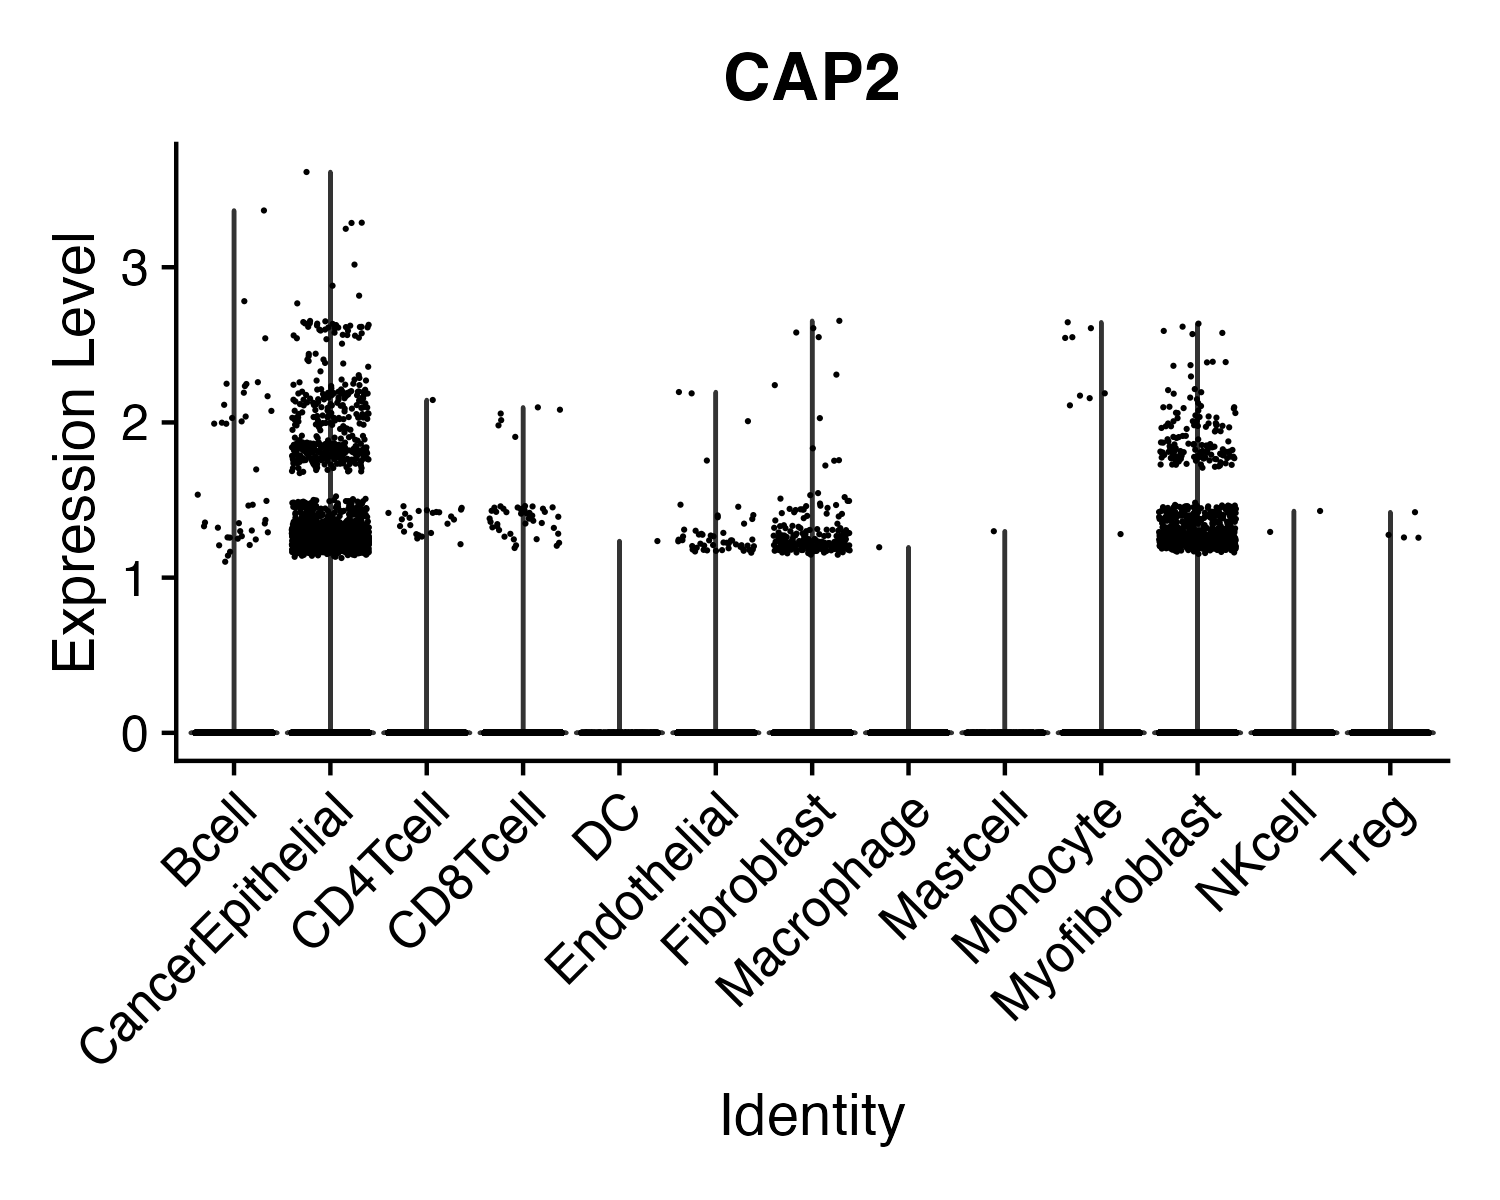 CAP2
Expression Level
3
2
1
0
Bcell
CancerEpithelial
CD4Tcell
CD8Tcell
DC
Endothelial
Fibroblast
Macrophage
Mastcell
Monocyte
Myofibroblast
NKcell
Treg
Identity